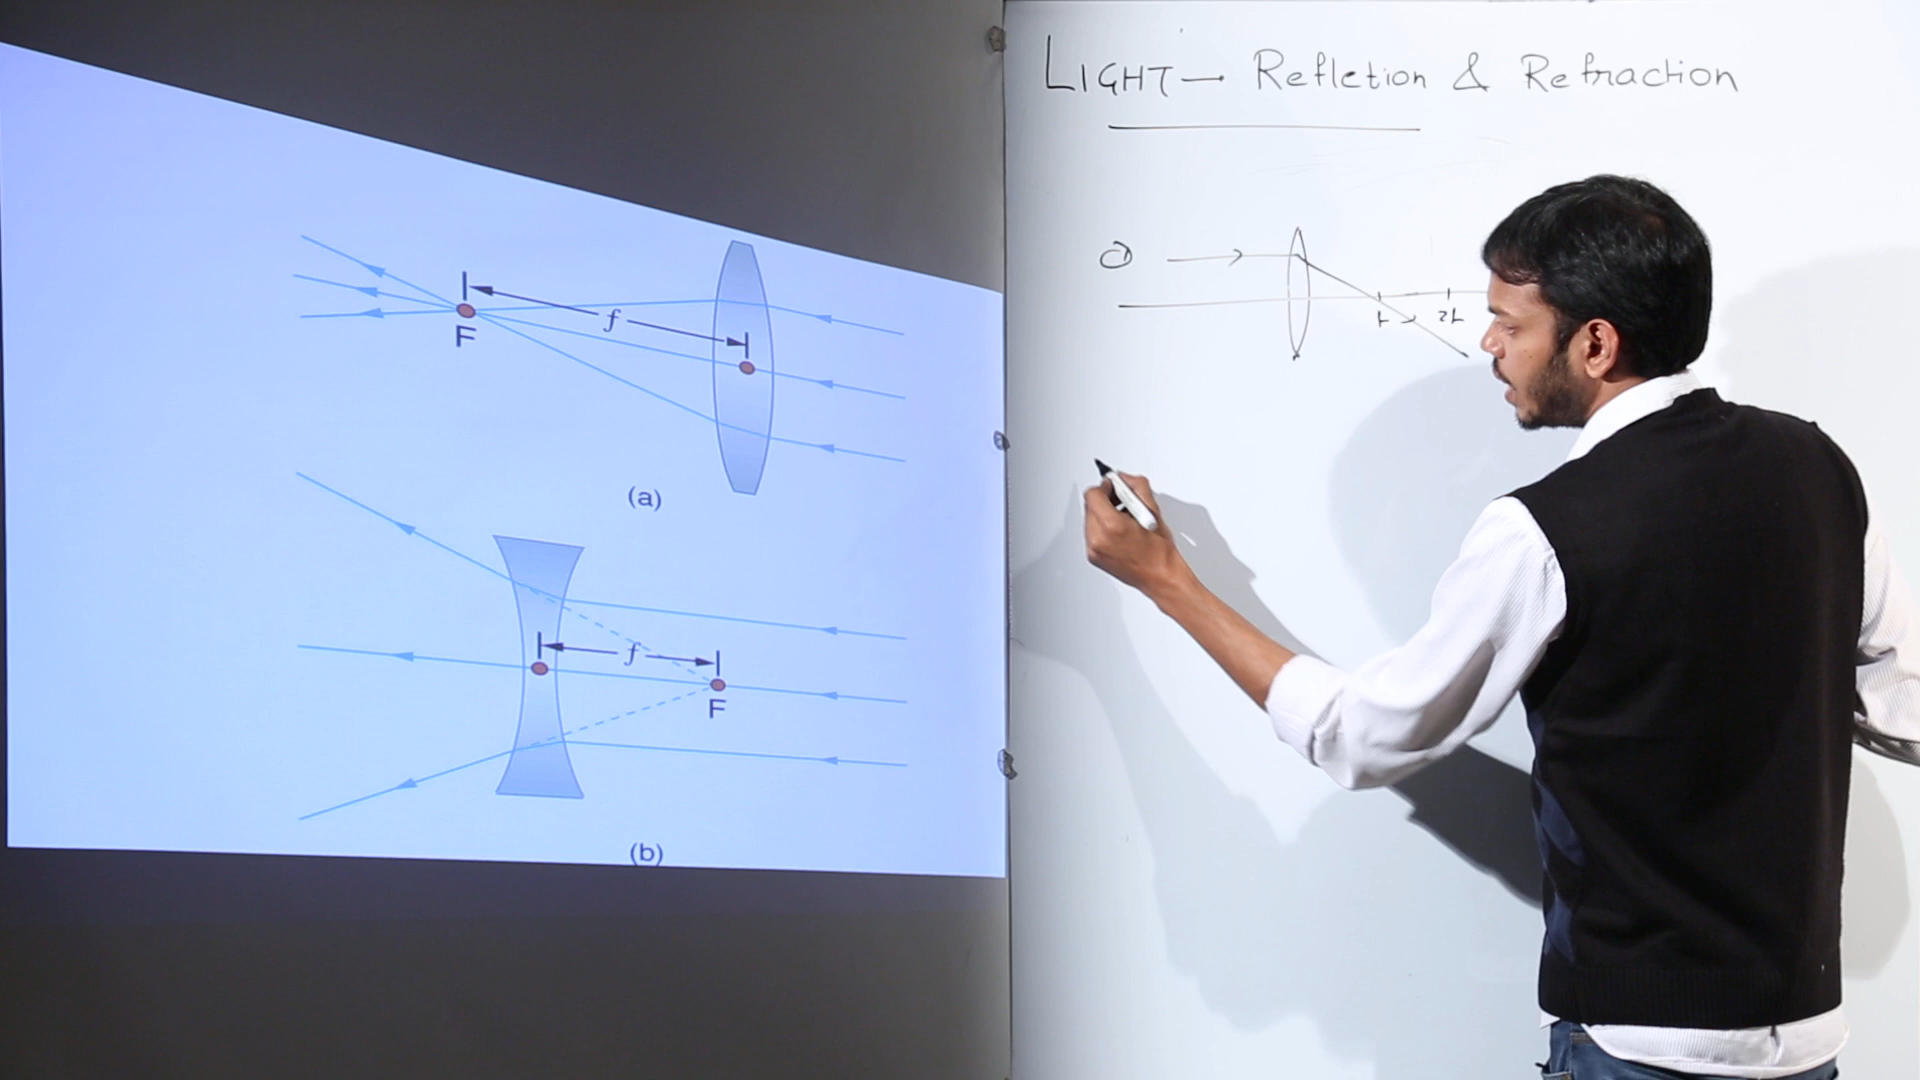 LIGHT — Refletion & Refraction
f
F
(a)
f
F
(b)
F 2F